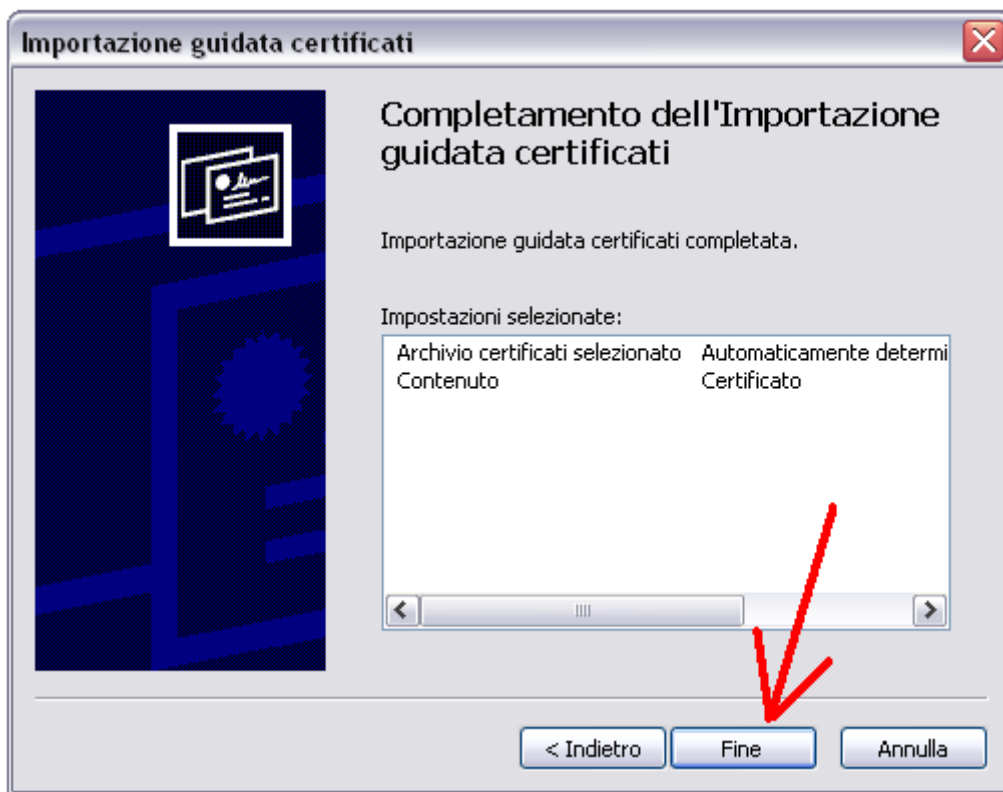 Importazione guidata certificati
Completamento dell'Importazione
guidata certificati
Importazione guidata certificati completata.
Impostazioni selezionate:
Archivio certificati selezionato Automaticamente determi
Contenuto Certificato
< Indietro Fine Annulla